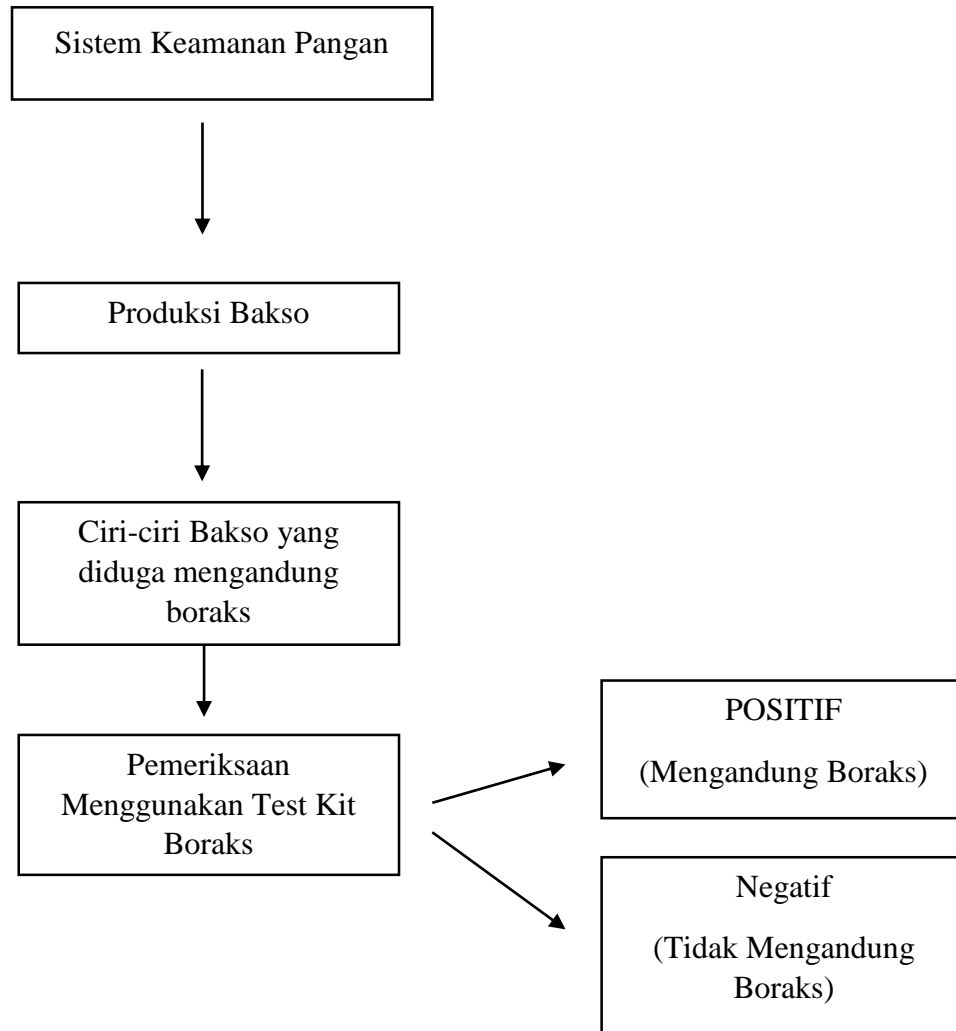 Sistem Keamanan Pangan
Produksi Bakso
Ciri-ciri Bakso yang
diduga mengandung
boraks
Pemeriksaan
Menggunakan Test Kit
Boraks
POSITIF
(Mengandung Boraks)
Negatif
(Tidak Mengandung
Boraks)